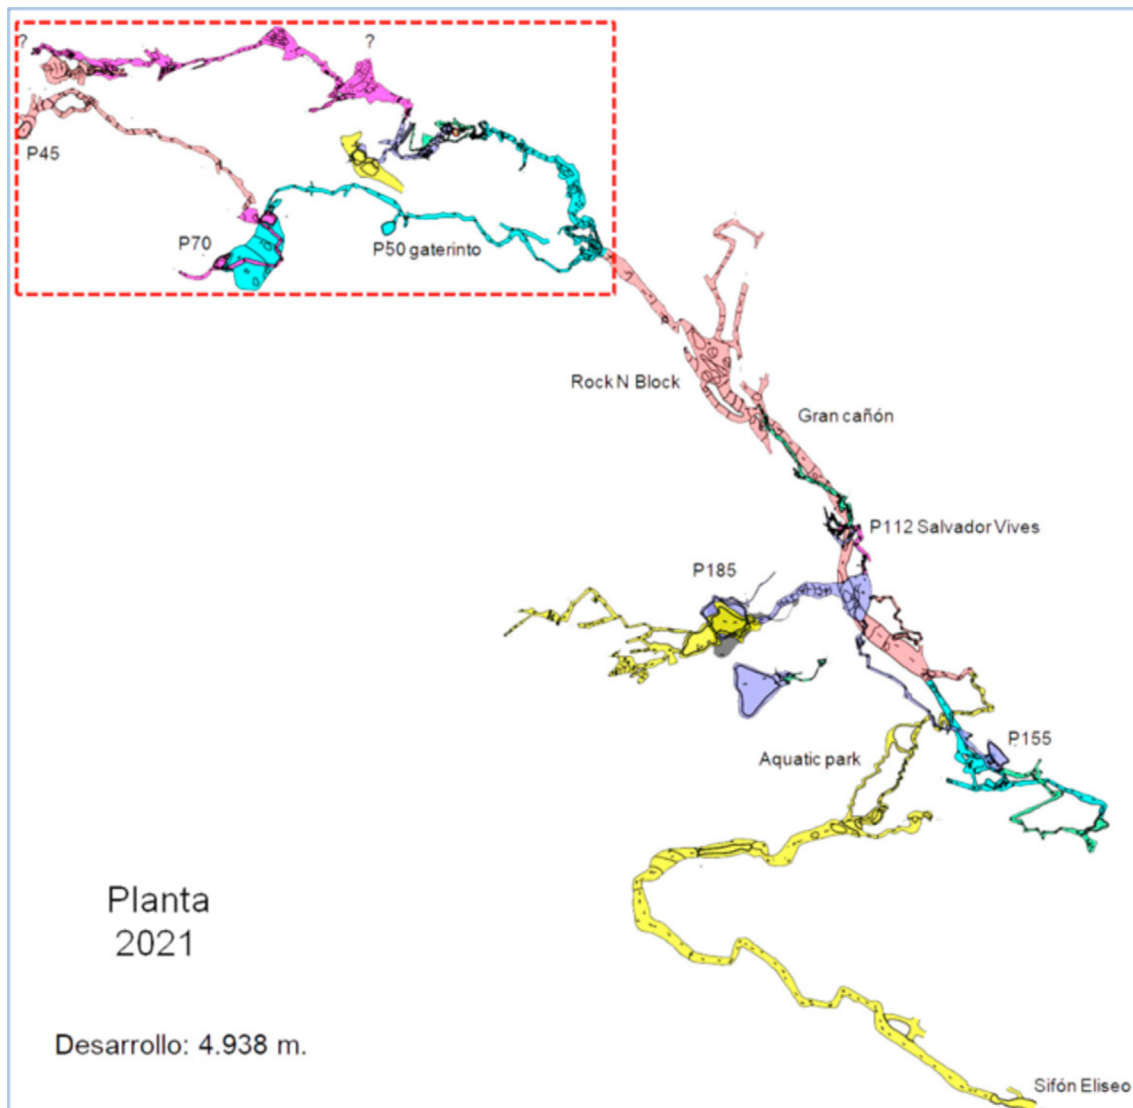 ?
?
P45
P70
P50 gaterinto
Rock N Block
Gran cañón
P112 Salvador Vives
P185
P155
Aquatic park
Planta
2021
Desarrollo: 4.938 m.
Sifón Eliseo